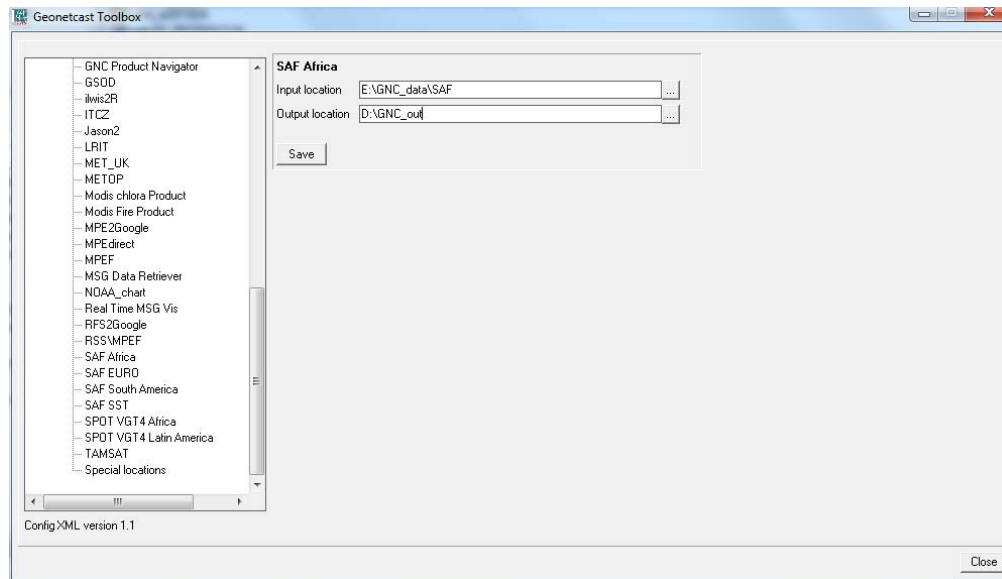 Geonetcast Toolbox
GNC Product Navigator
GSOD
ilwis2R
ITCZ
Jason2
LRIT
MET_UK
METOP
Modis chlora Product
Modis Fire Product
MPE2Google
MPEdirect
MPEF
MSG Data Retriever
NOAA_chart
Real Time MSG Vis
RFS2Google
RSS\MPEF
SAF Africa
SAF EURO
SAF South America
SAF SST
SPOT VGT4 Africa
SPOT VGT4 Latin America
TAMSAT
Special locations
Config XML version 1.1
SAF Africa
Input location E:\GNC_data\SAF ...
Output location D:\GNC_out ...
Save
Close